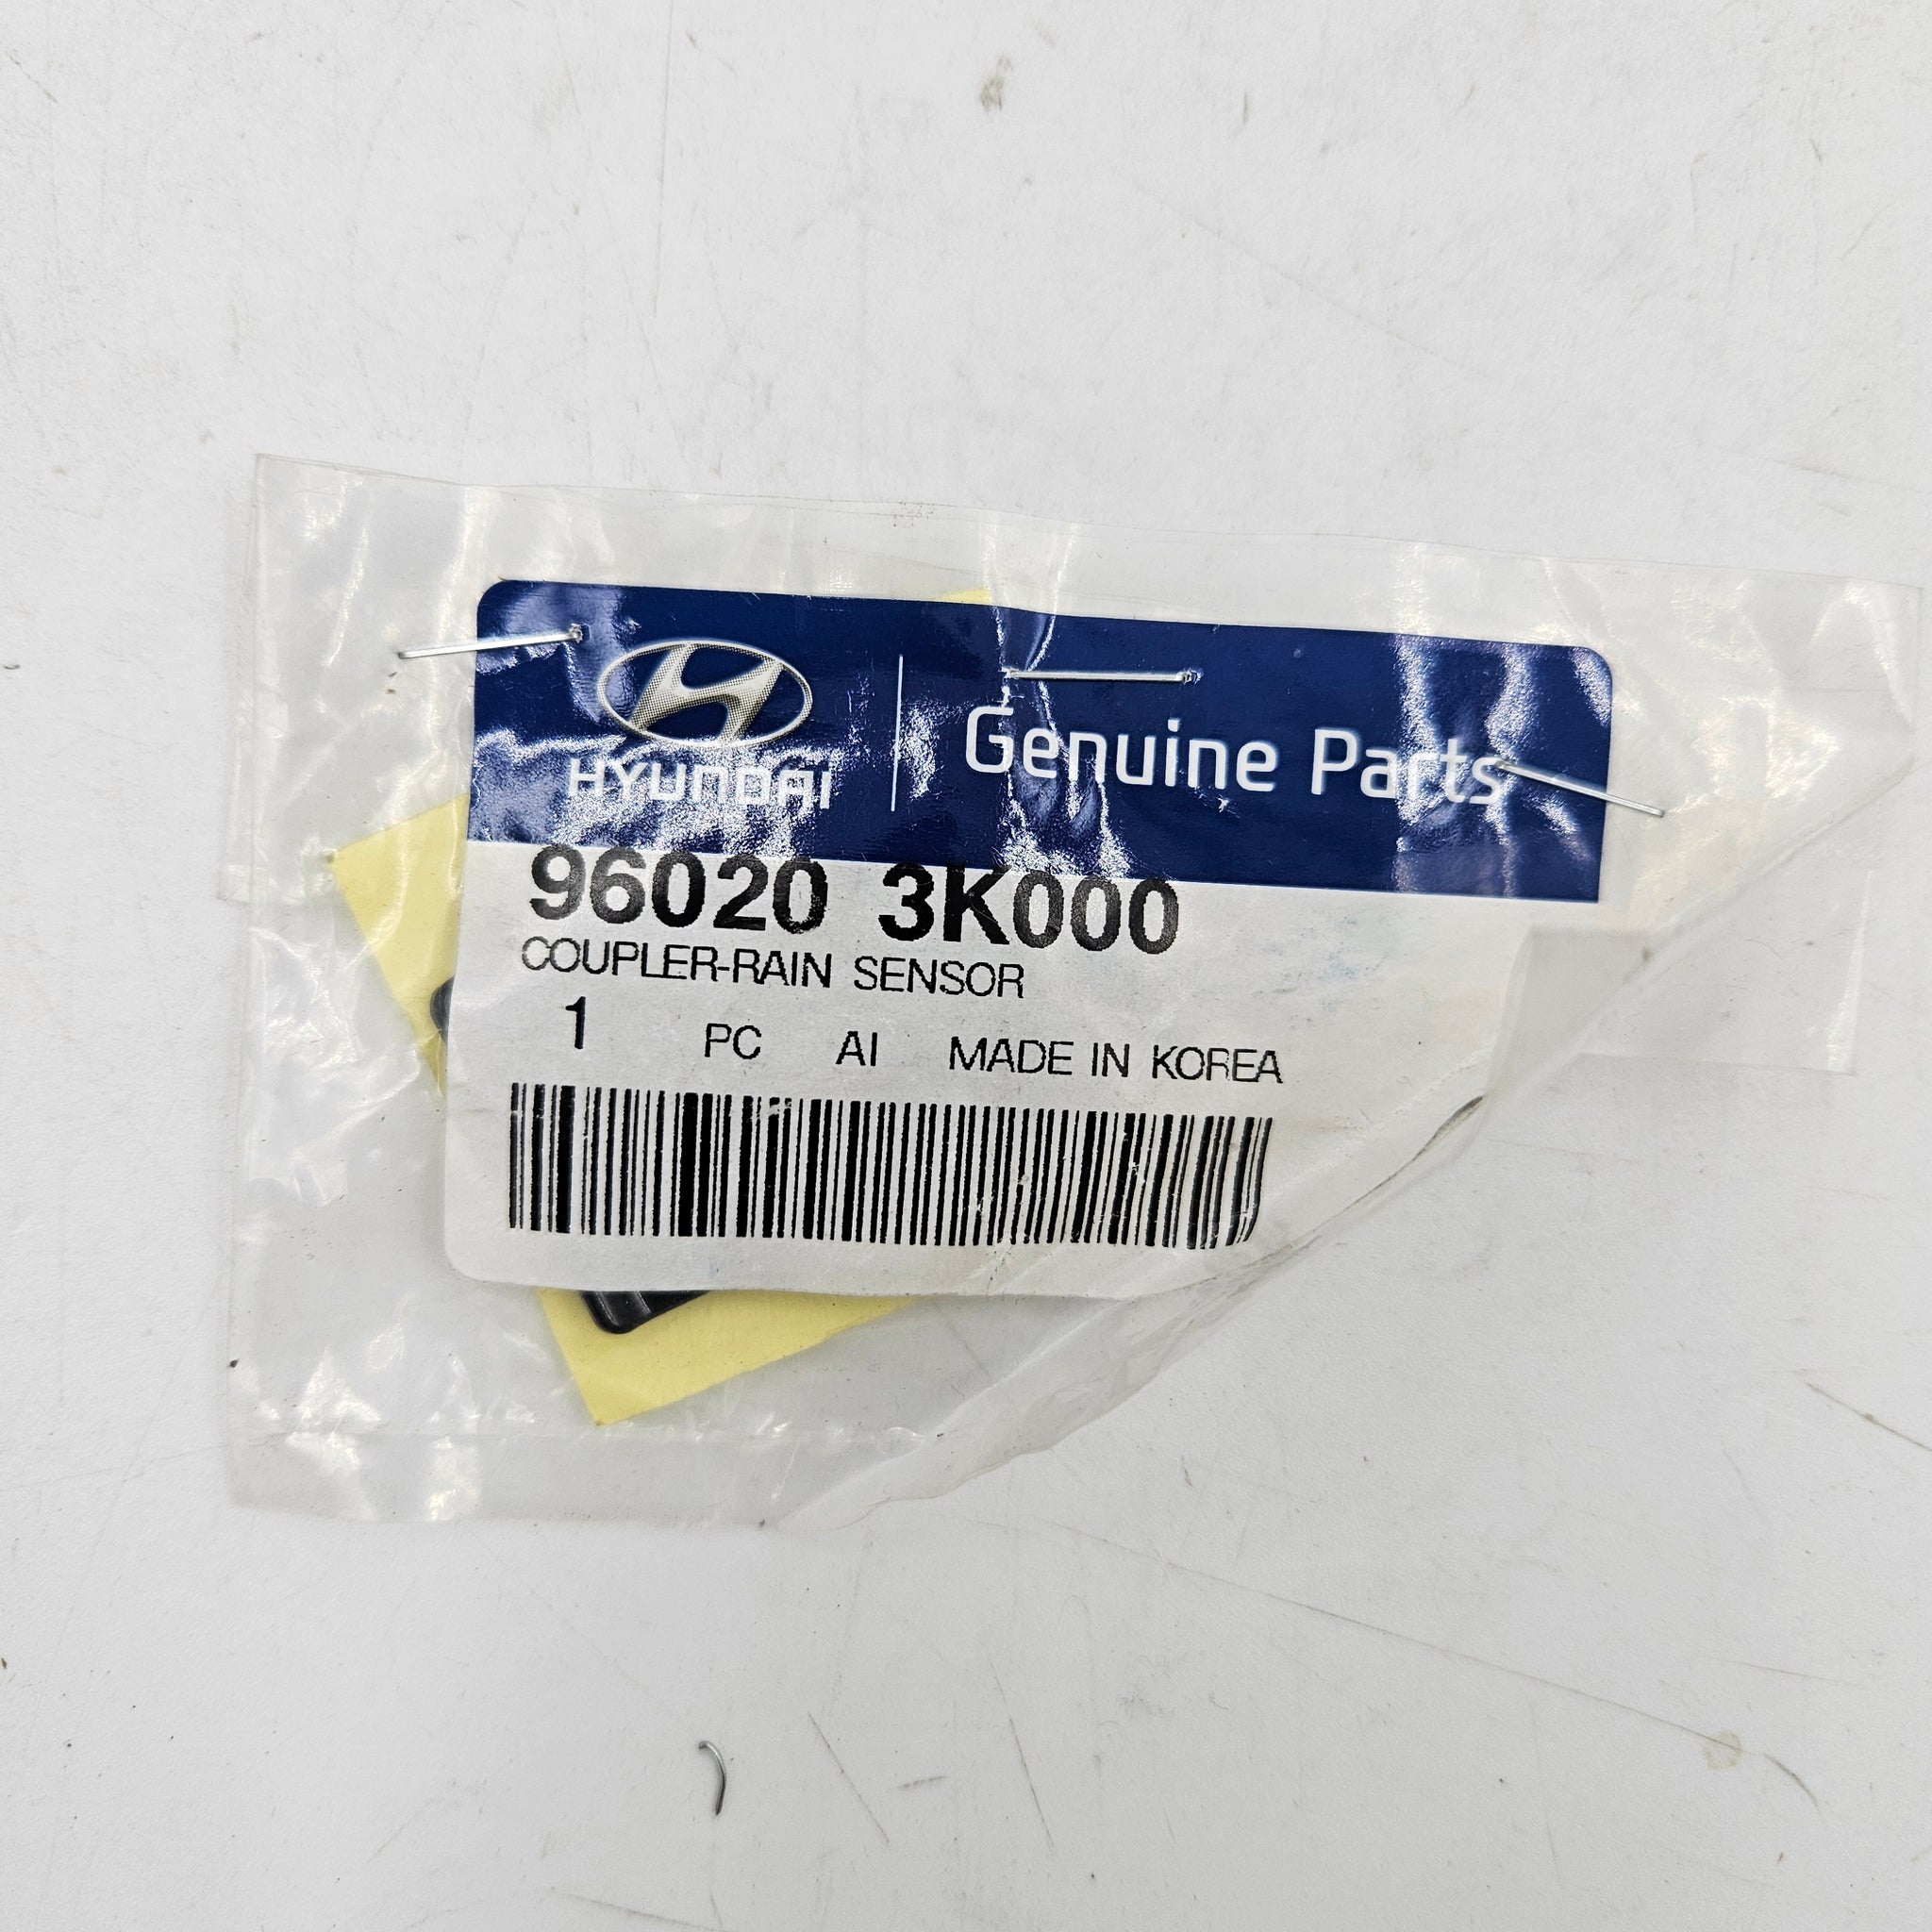 HYUNDAI
Genuine Parts
96020 3K000
COUPLER-RAIN SENSOR
1 PC AI MADE IN KOREA